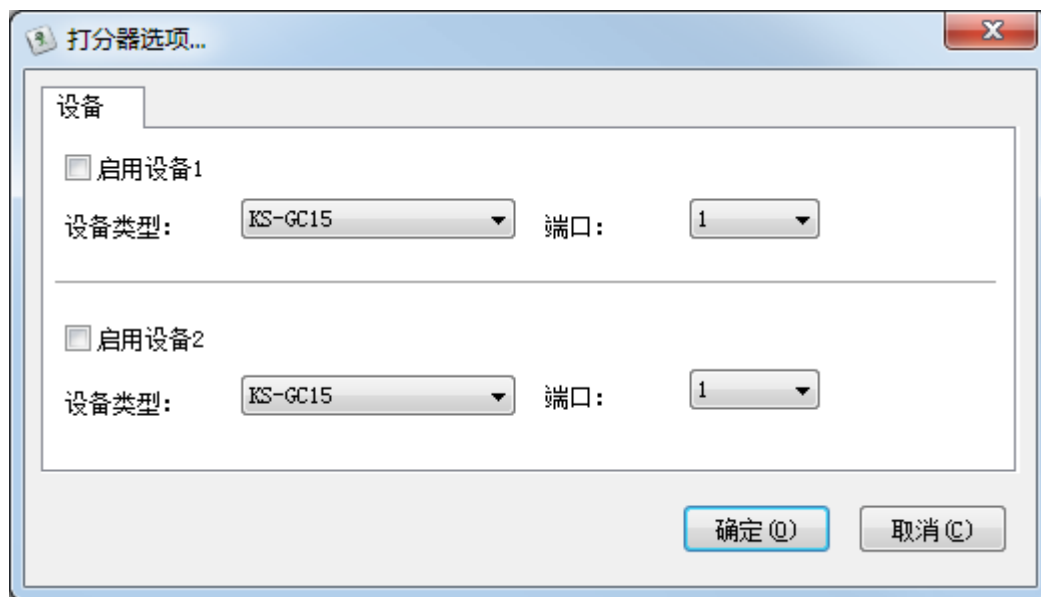 打分器选项...
设备
启用设备1
设备类型: KS-GC15 端口: 1
启用设备2
设备类型: KS-GC15 端口: 1
确定(O) 取消(C)